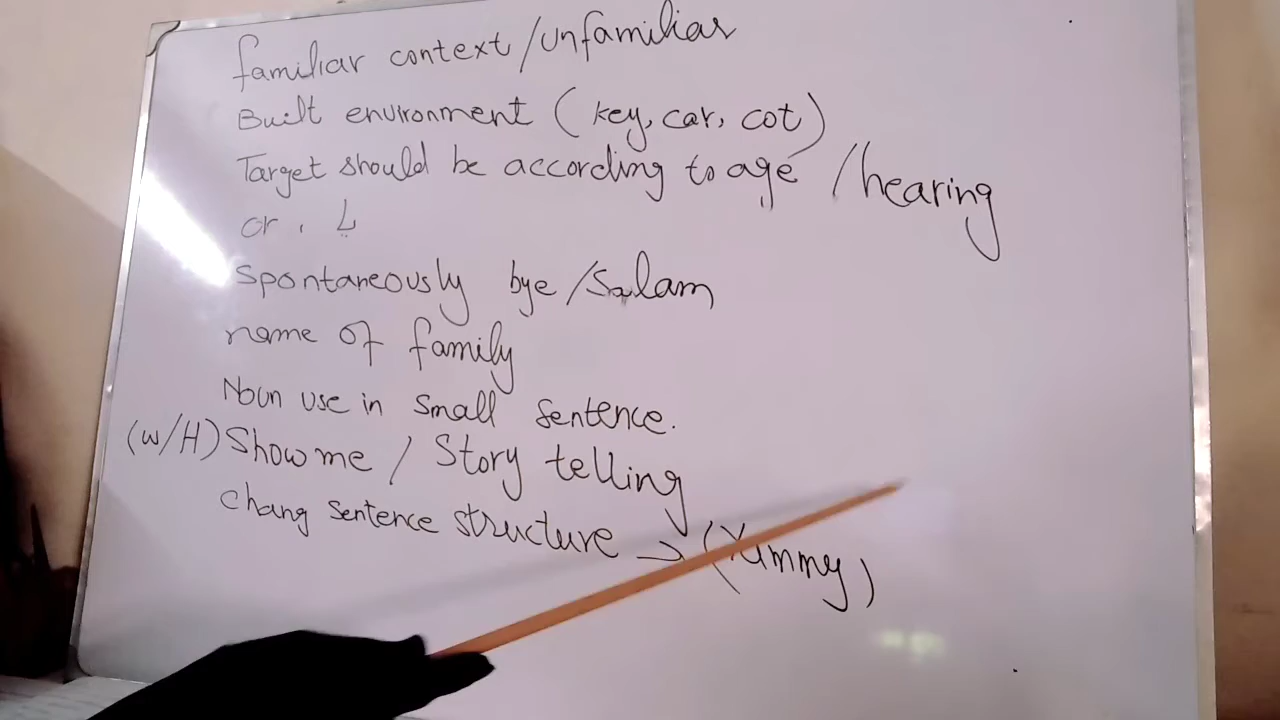 familiar context / unfamiliar
Built environment (key, car, cot)
Target should be according to age / hearing
or
Spontaneously bye / Salam
name of family
Noun use in small sentence.
(W/H) Show me / Story telling
chang sentence structure → (Yummy)